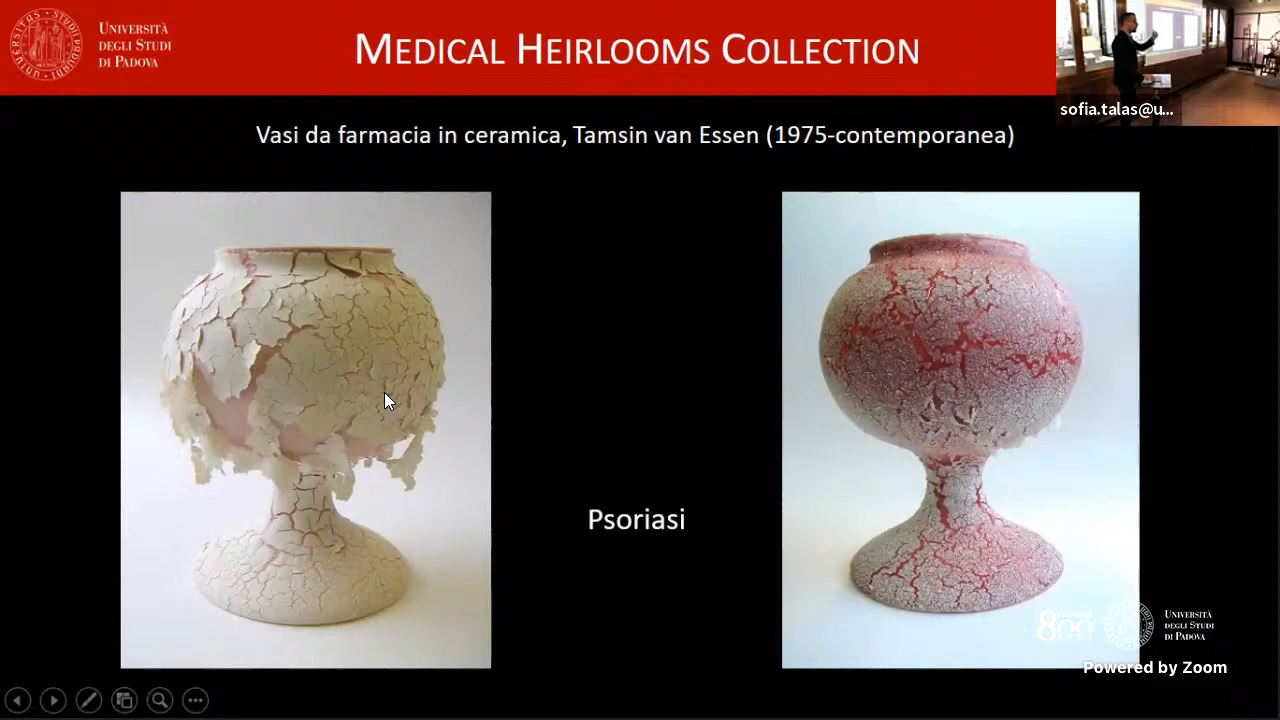 UNIVERSITÀ
DEGLI STUDI
DI PADOVA
MEDICAL HEIRLOOMS COLLECTION
sofia.talas@u...
Vasi da farmacia in ceramica, Tamsin van Essen (1975-contemporanea)
Psoriasi
800
UNIVERSITÀ
DEGLI STUDI
DI PADOVA
Powered by Zoom